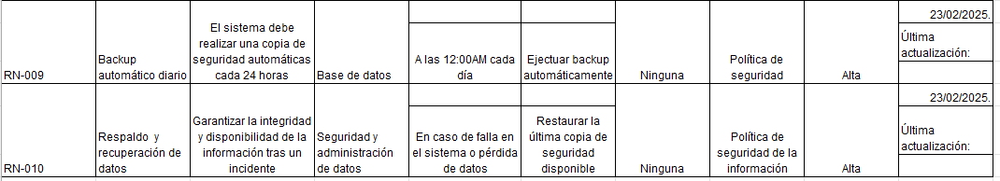 RN-009
Backup
automático diario
El sistema debe
realizar una copia de
seguridad automáticas
cada 24 horas
Base de datos
A las 12:00AM cada
día
Ejectuar backup
automáticamente
Ninguna
Política de
seguridad
Alta
23/02/2025.
Última
actualización:
RN-010
Respaldo y
recuperación de
datos
Garantizar la integridad
y disponibilidad de la
información tras un
incidente
Seguridad y
administración
de datos
En caso de falla en
el sistema o pérdida
de datos
Restaurar la
última copia de
seguridad
disponible
Ninguna
Política de
seguridad de la
información
Alta
23/02/2025.
Última
actualización: